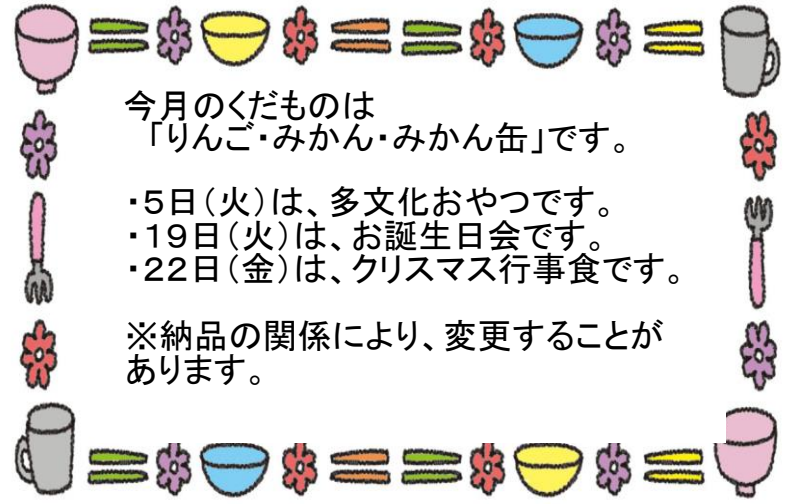 今月のくだものは
「りんご・みかん・みかん缶」です。
・５日（火）は、多文化おやつです。
・１９日（火）は、お誕生日会です。
・２２日（金）は、クリスマス行事食です。
※納品の関係により、変更することが
あります。